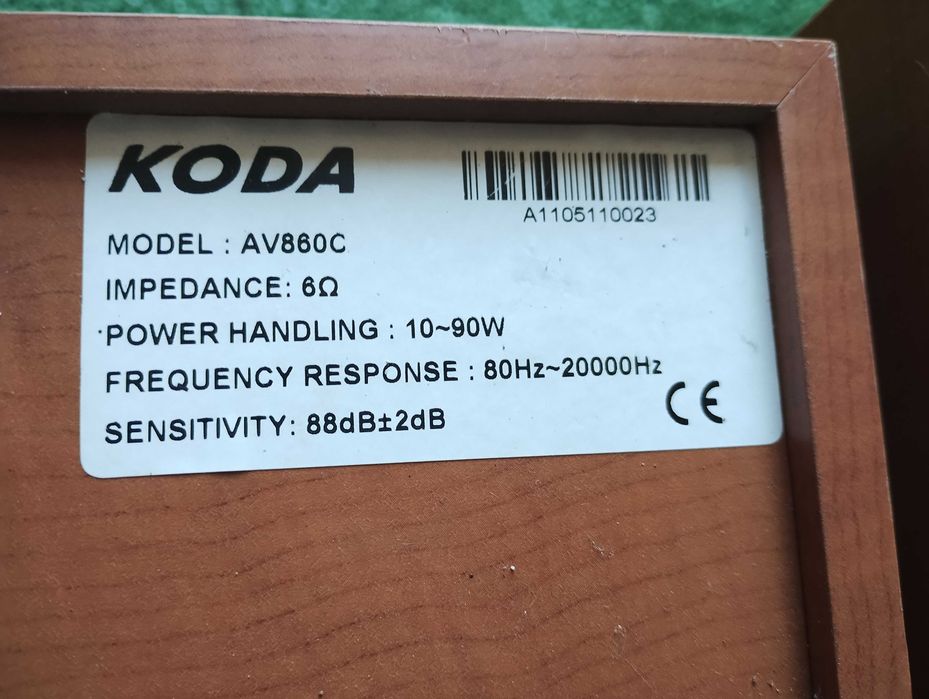 KODA
A1105110023
MODEL : AV860C
IMPEDANCE: 6Ω
POWER HANDLING : 10~90W
FREQUENCY RESPONSE : 80Hz~20000Hz
SENSITIVITY: 88dB±2dB
CE